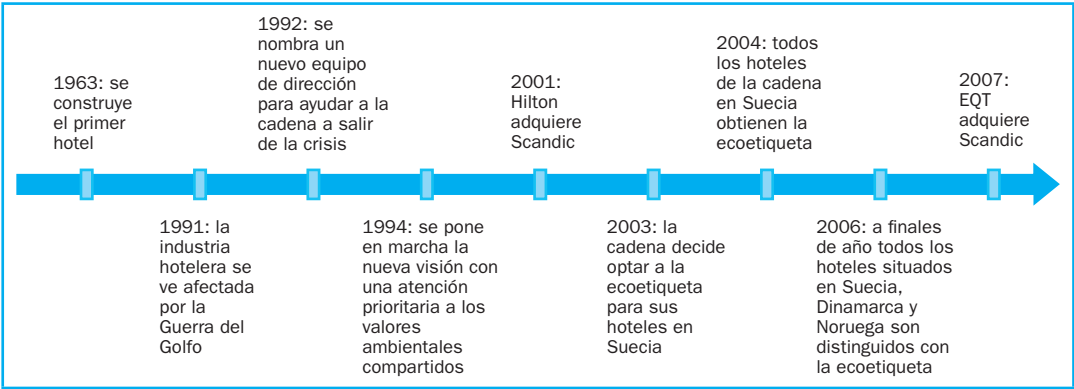 1963: se
construye
el primer
hotel
1991: la
industria
hotelera se
ve afectada
por la
Guerra del
Golfo
1992: se
nombra un
nuevo equipo
de dirección
para ayudar a la
cadena a salir
de la crisis
1994: se pone
en marcha la
nueva visión con
una atención
prioritaria a los
valores
ambientales
compartidos
2001:
Hilton
adquiere
Scandic
2003: la
cadena decide
optar a la
ecoetiqueta
para sus
hoteles en
Suecia
2004: todos
los hoteles
de la cadena
en Suecia
obtienen la
ecoetiqueta
2006: a finales
de año todos los
hoteles situados
en Suecia,
Dinamarca y
Noruega son
distinguidos con
la ecoetiqueta
2007:
EQT
adquiere
Scandic